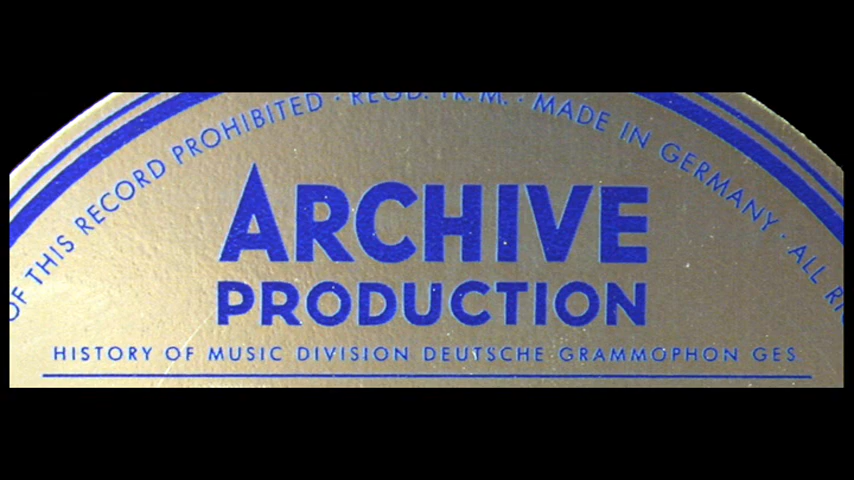 OF THIS RECORD PROHIBITED · REGD. TR. M. · MADE IN GERMANY · ALL
ARCHIVE
PRODUCTION
HISTORY OF MUSIC DIVISION DEUTSCHE GRAMMOPHON GES.